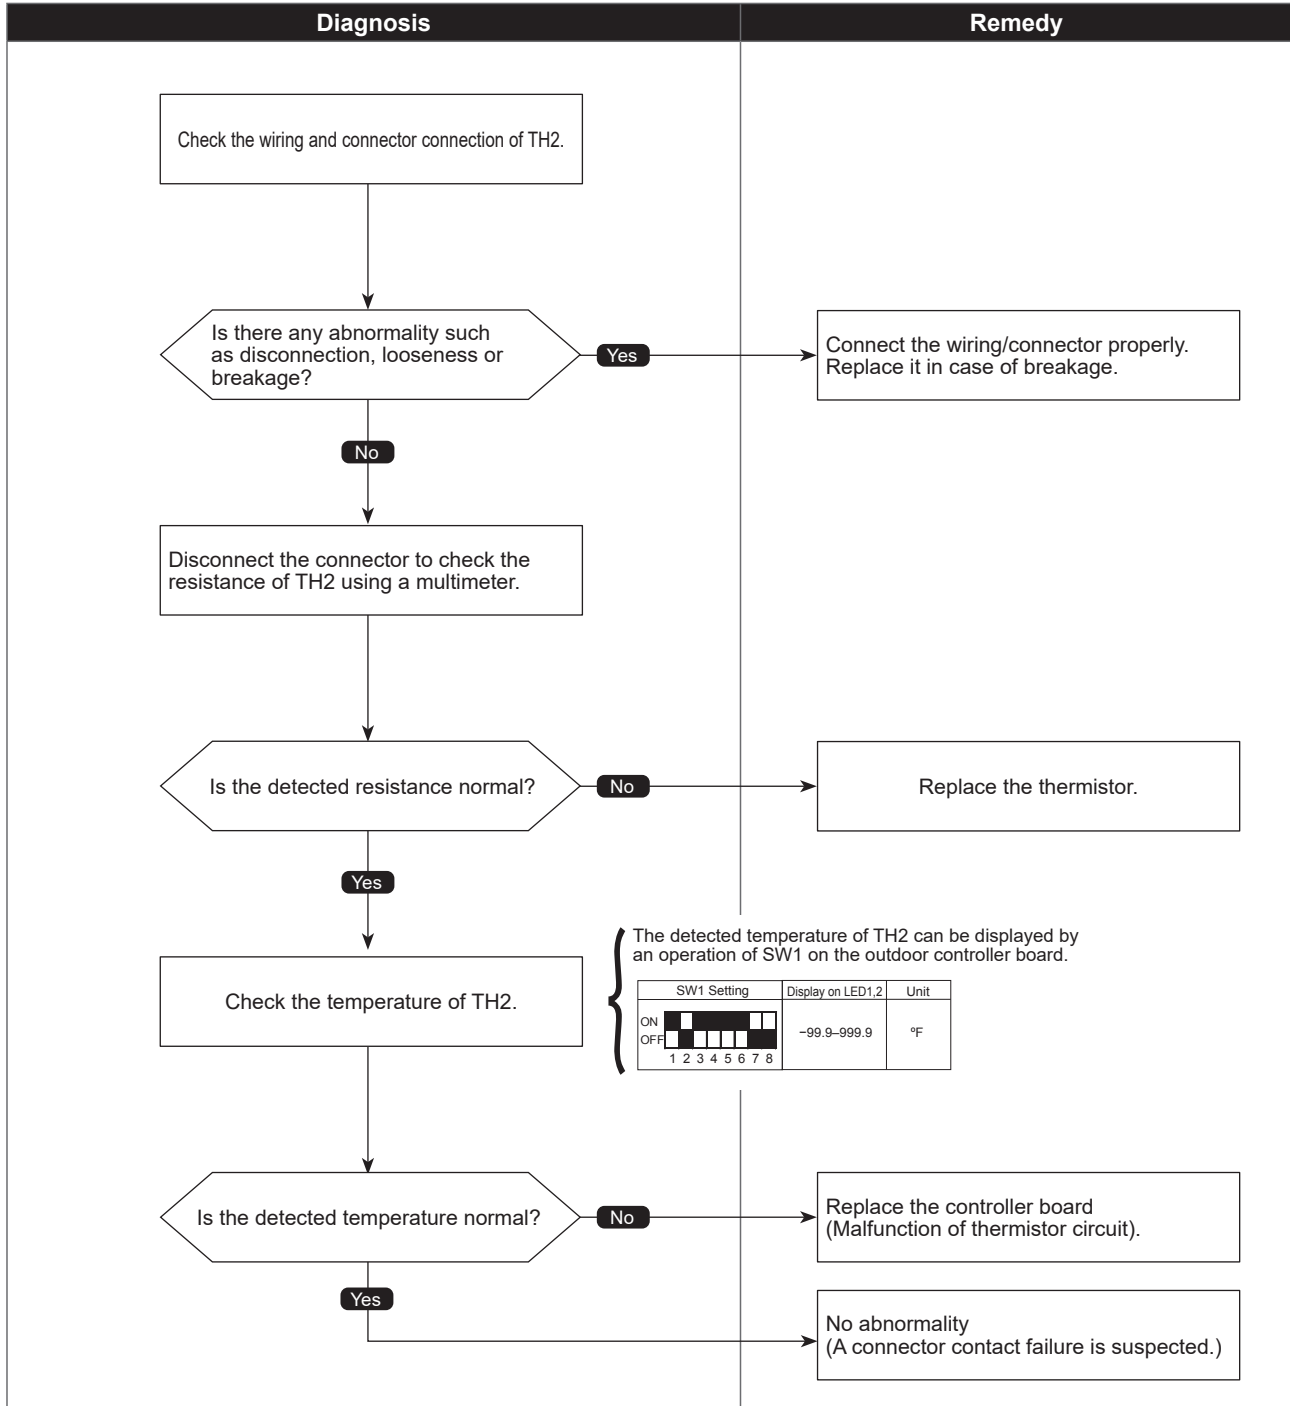 Diagnosis
Remedy
Check the wiring and connector connection of TH2.
Is there any abnormality such
as disconnection, looseness or
breakage?
Yes
Connect the wiring/connector properly.
Replace it in case of breakage.
No
Disconnect the connector to check the
resistance of TH2 using a multimeter.
Is the detected resistance normal?
No
Replace the thermistor.
Yes
Check the temperature of TH2.
The detected temperature of TH2 can be displayed by
an operation of SW1 on the outdoor controller board.
SW1 Setting
Display on LED1,2
Unit
ON
OFF
1 2 3 4 5 6 7 8
−99.9–999.9
°F
Is the detected temperature normal?
No
Replace the controller board
(Malfunction of thermistor circuit).
Yes
No abnormality
(A connector contact failure is suspected.)